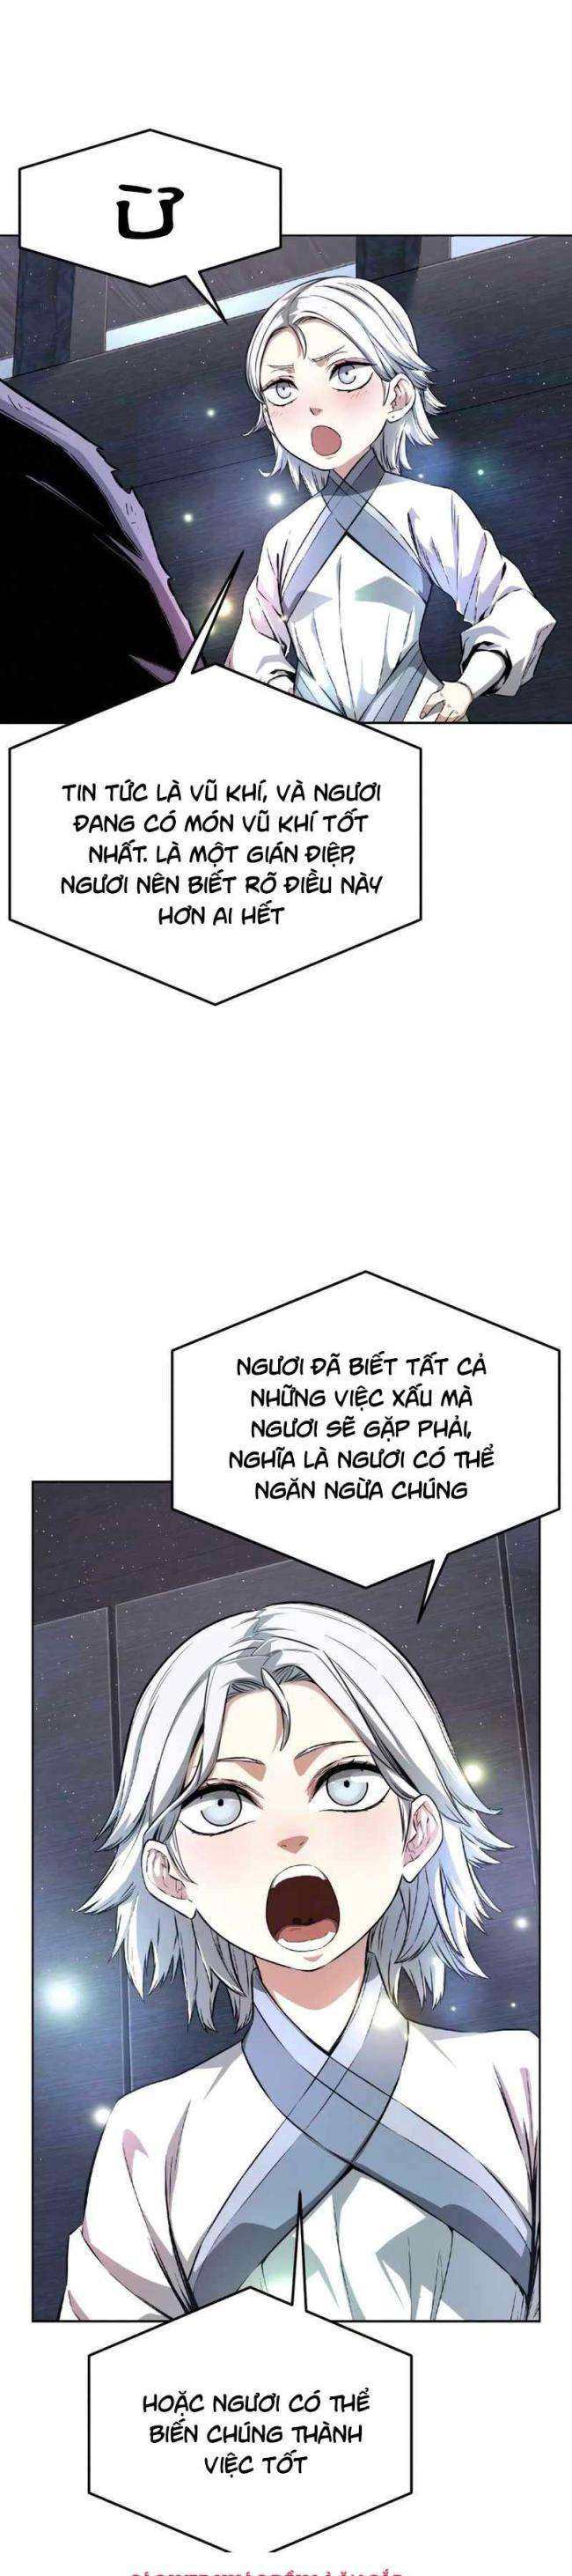 Ừ
TIN TỨC LÀ VŨ KHÍ, VÀ NGƯƠI
ĐANG CÓ MÓN VŨ KHÍ TỐT
NHẤT. LÀ MỘT GIÁN ĐIỆP,
NGƯƠI NÊN BIẾT RÕ ĐIỀU NÀY
HƠN AI HẾT
NGƯƠI ĐÃ BIẾT TẤT CẢ
NHỮNG VIỆC XẤU MÀ
NGƯƠI SẼ GẶP PHẢI,
NGHĨA LÀ NGƯƠI CÓ THỂ
NGĂN NGỪA CHÚNG
HOẶC NGƯƠI CÓ THỂ
BIẾN CHÚNG THÀNH
VIỆC TỐT